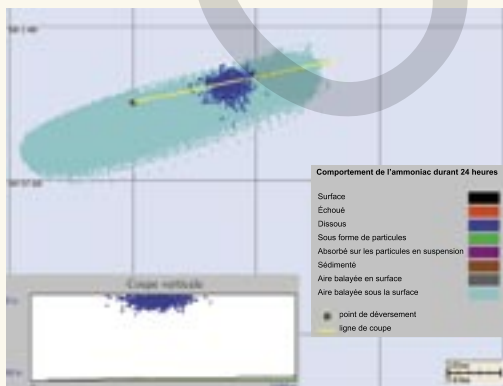 Comportement de l'ammoniac durant 24 heures
Surface
Échoué
Dissous
Sous forme de particules
Absorbé sur les particules en suspension
Sédimenté
Aire balayée en surface
Aire balayée sous la surface
point de déversement
ligne de coupe
Coupe verticale